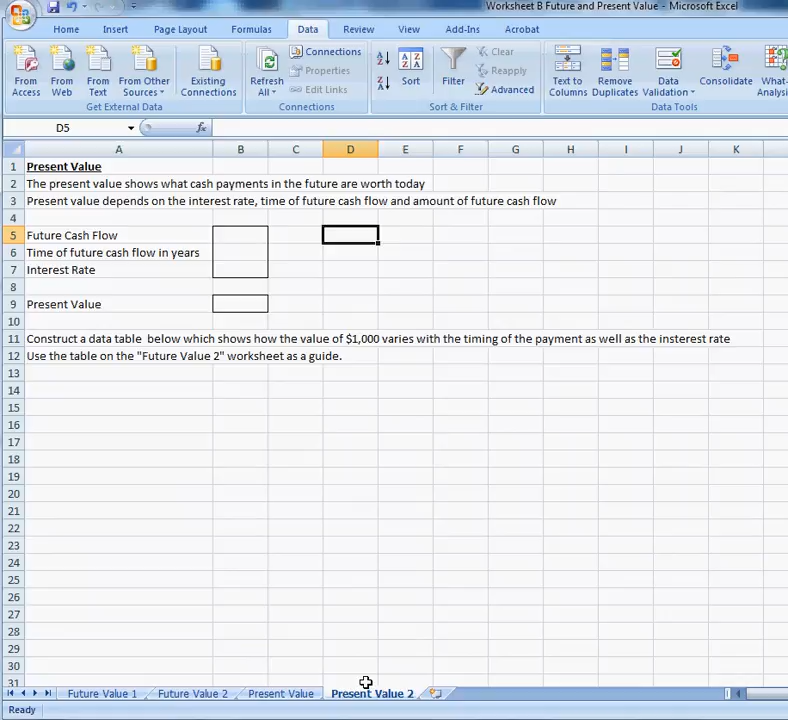 Worksheet B Future and Present Value - Microsoft Excel
Home Insert Page Layout Formulas Data Review View Add-Ins Acrobat
From Access
From Web
From Text
From Other Sources
Existing Connections
Get External Data
Refresh All
Connections
Properties
Edit Links
Connections
Sort
Filter
Clear
Reapply
Advanced
Sort & Filter
Text to Columns
Remove Duplicates
Data Validation
Consolidate
What-
Analysis
Data Tools
D5 fx
A B C D E F G H I J K
1 Present Value
2 The present value shows what cash payments in the future are worth today
3 Present value depends on the interest rate, time of future cash flow and amount of future cash flow
4
5 Future Cash Flow
6 Time of future cash flow in years
7 Interest Rate
8
9 Present Value
10
11 Construct a data table below which shows how the value of $1,000 varies with the timing of the payment as well as the insterest rate
12 Use the table on the "Future Value 2" worksheet as a guide.
13
14
15
16
17
18
19
20
21
22
23
24
25
26
27
28
29
30
31
Future Value 1 Future Value 2 Present Value Present Value 2
Ready